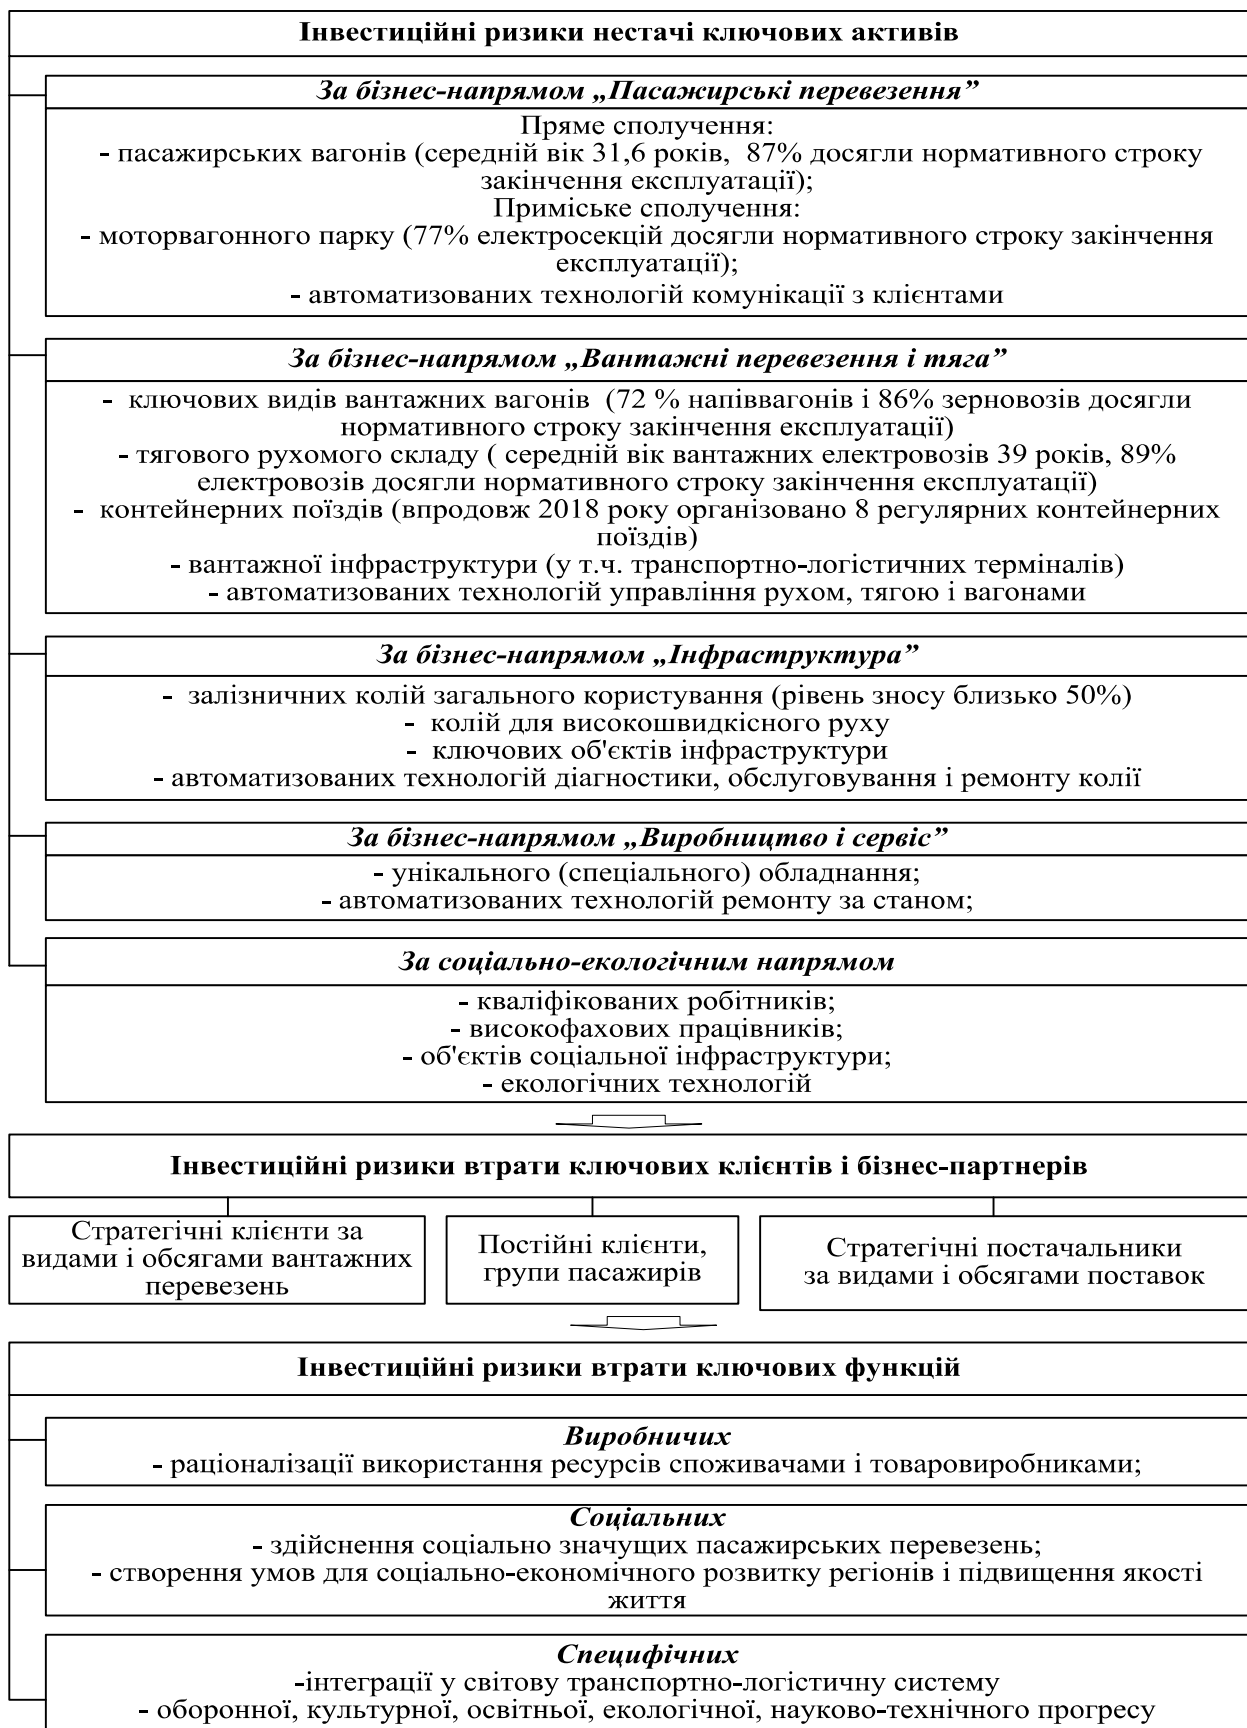 Інвестиційні ризики нестачі ключових активів
За бізнес-напрямом „Пасажирські перевезення”
Пряме сполучення:
- пасажирських вагонів (середній вік 31,6 років, 87% досягли нормативного строку
закінчення експлуатації);
Приміське сполучення:
- моторвагонного парку (77% електросекцій досягли нормативного строку закінчення
експлуатації);
- автоматизованих технологій комунікації з клієнтами
За бізнес-напрямом „Вантажні перевезення і тяга”
- ключових видів вантажних вагонів (72 % напіввагонів і 86% зерновозів досягли
нормативного строку закінчення експлуатації)
- тягового рухомого складу ( середній вік вантажних електровозів 39 років, 89%
електровозів досягли нормативного строку закінчення експлуатації)
- контейнерних поїздів (впродовж 2018 року організовано 8 регулярних контейнерних
поїздів)
- вантажної інфраструктури (у т.ч. транспортно-логістичних терміналів)
- автоматизованих технологій управління рухом, тягою і вагонами
За бізнес-напрямом „Інфраструктура”
- залізничних колій загального користування (рівень зносу близько 50%)
- колій для високошвидкісного руху
- ключових об'єктів інфраструктури
- автоматизованих технологій діагностики, обслуговування і ремонту колії
За бізнес-напрямом „Виробництво і сервіс”
- унікального (спеціального) обладнання;
- автоматизованих технологій ремонту за станом;
За соціально-екологічним напрямом
- кваліфікованих робітників;
- високофахових працівників;
- об'єктів соціальної інфраструктури;
- екологічних технологій
Інвестиційні ризики втрати ключових клієнтів і бізнес-партнерів
Стратегічні клієнти за
видами і обсягами вантажних
перевезень
Постійні клієнти,
групи пасажирів
Стратегічні постачальники
за видами і обсягами поставок
Інвестиційні ризики втрати ключових функцій
Виробничих
- раціоналізації використання ресурсів споживачами і товаровиробниками;
Соціальних
- здійснення соціально значущих пасажирських перевезень;
- створення умов для соціально-економічного розвитку регіонів і підвищення якості
життя
Специфічних
-інтеграції у світову транспортно-логістичну систему
- оборонної, культурної, освітньої, екологічної, науково-технічного прогресу